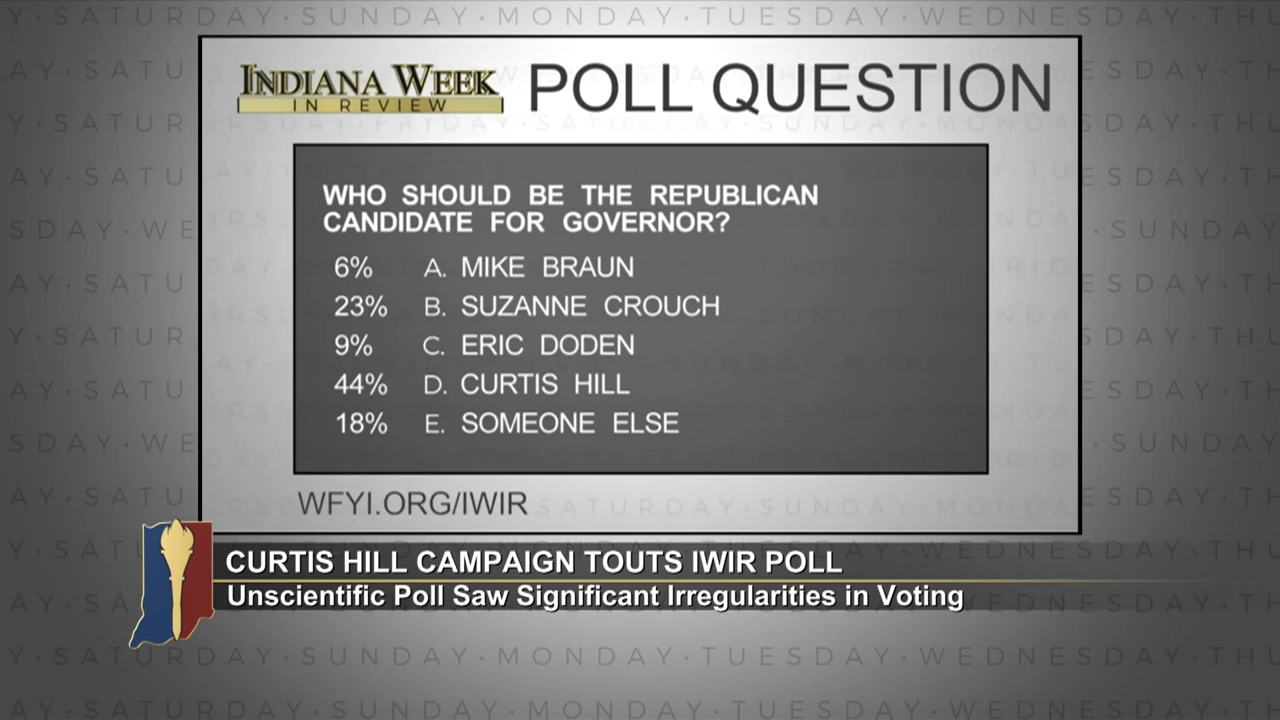 INDIANA WEEK
IN REVIEW
POLL QUESTION
WHO SHOULD BE THE REPUBLICAN
CANDIDATE FOR GOVERNOR?
6% A. MIKE BRAUN
23% B. SUZANNE CROUCH
9% C. ERIC DODEN
44% D. CURTIS HILL
18% E. SOMEONE ELSE
WFYI.ORG/IWIR
CURTIS HILL CAMPAIGN TOUTS IWIR POLL
Unscientific Poll Saw Significant Irregularities in Voting